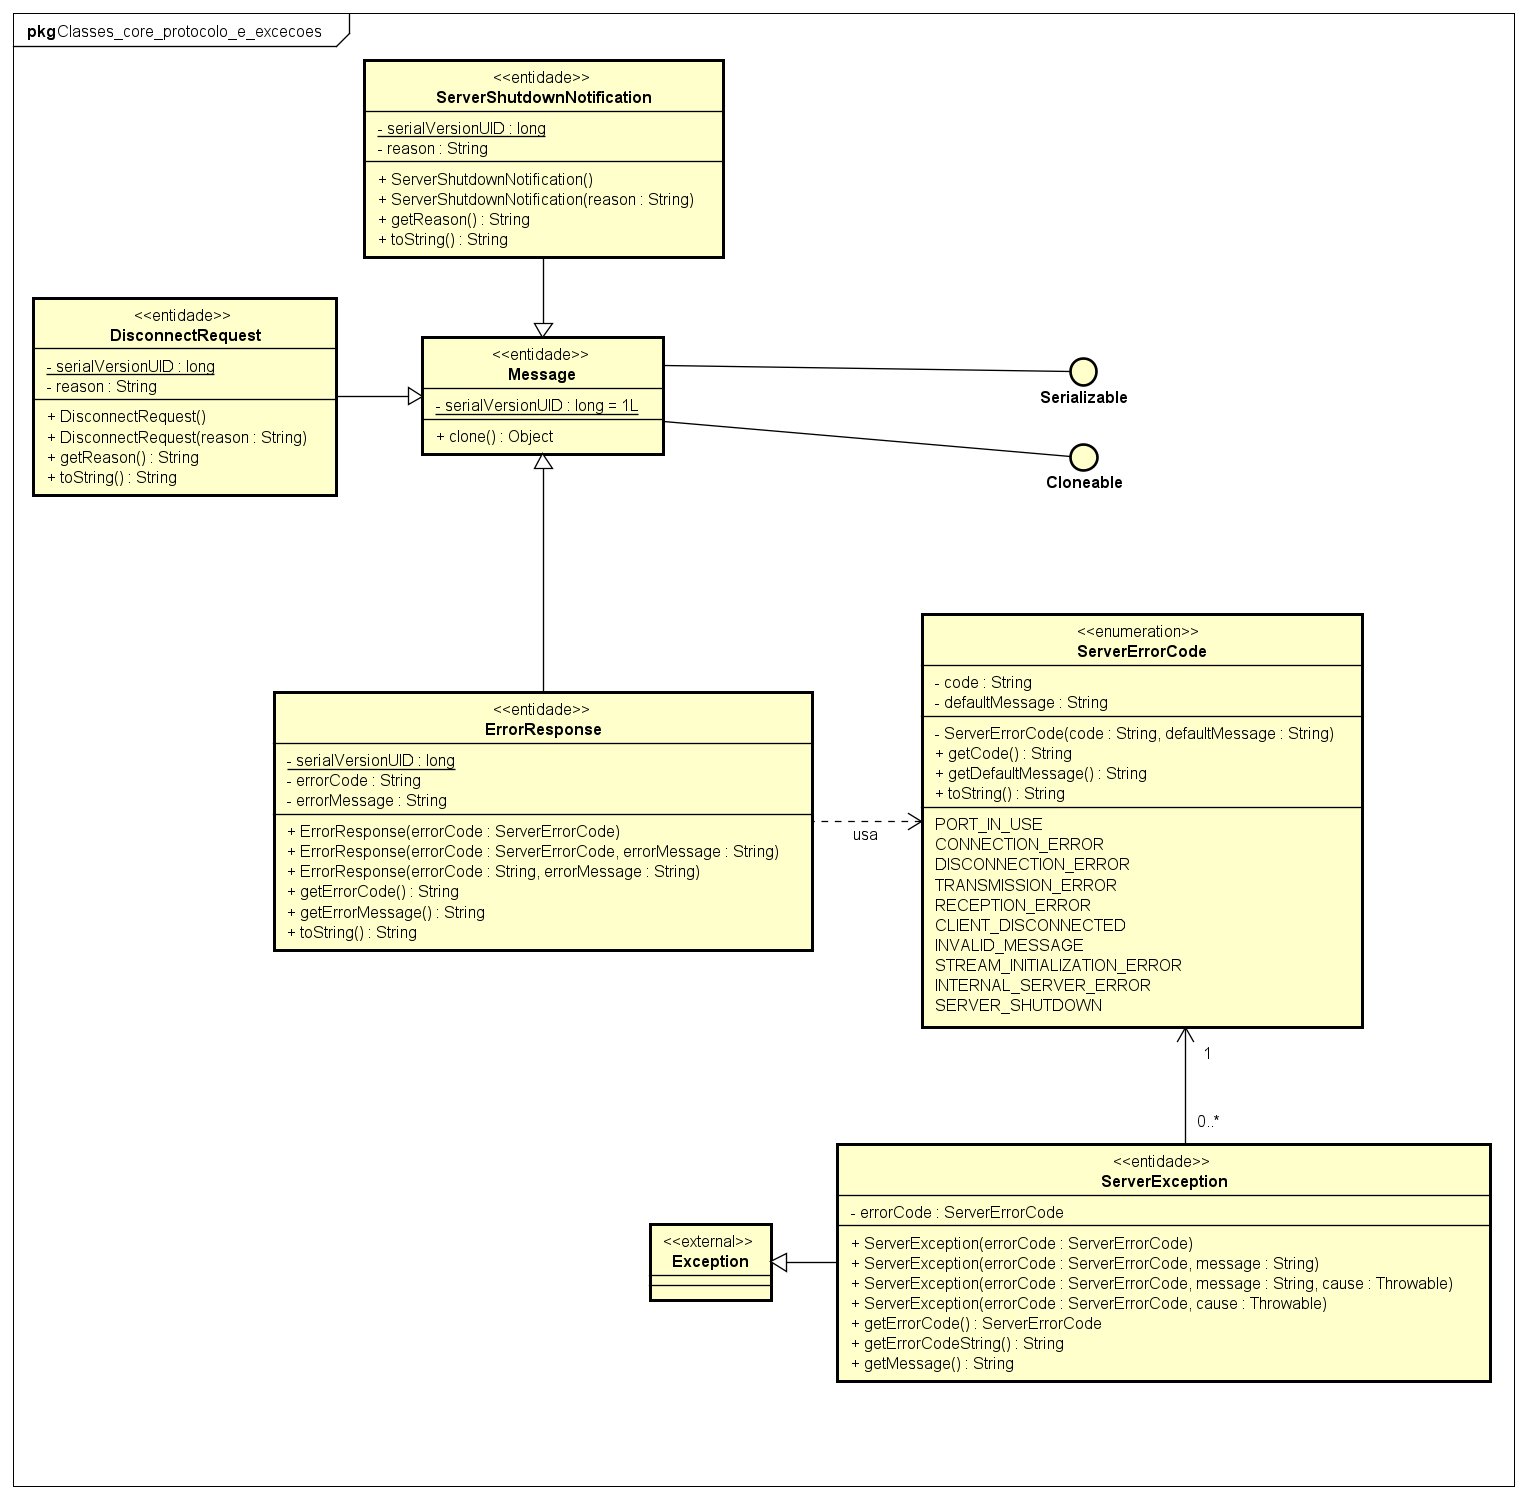 pkg Classes_core_protocolo_e_excecoes
<<entidade>>
ServerShutdownNotification
- serialVersionUID : long
- reason : String
+ ServerShutdownNotification()
+ ServerShutdownNotification(reason : String)
+ getReason() : String
+ toString() : String
<<entidade>>
DisconnectRequest
- serialVersionUID : long
- reason : String
+ DisconnectRequest()
+ DisconnectRequest(reason : String)
+ getReason() : String
+ toString() : String
<<entidade>>
Message
- serialVersionUID : long = 1L
+ clone() : Object
Serializable
Cloneable
<<entidade>>
ErrorResponse
- serialVersionUID : long
- errorCode : String
- errorMessage : String
+ ErrorResponse(errorCode : ServerErrorCode)
+ ErrorResponse(errorCode : ServerErrorCode, errorMessage : String)
+ ErrorResponse(errorCode : String, errorMessage : String)
+ getErrorCode() : String
+ getErrorMessage() : String
+ toString() : String
usa
<<enumeration>>
ServerErrorCode
- code : String
- defaultMessage : String
- ServerErrorCode(code : String, defaultMessage : String)
+ getCode() : String
+ getDefaultMessage() : String
+ toString() : String
PORT_IN_USE
CONNECTION_ERROR
DISCONNECTION_ERROR
TRANSMISSION_ERROR
RECEPTION_ERROR
CLIENT_DISCONNECTED
INVALID_MESSAGE
STREAM_INITIALIZATION_ERROR
INTERNAL_SERVER_ERROR
SERVER_SHUTDOWN
1
0..*
<<external>>
Exception
<<entidade>>
ServerException
- errorCode : ServerErrorCode
+ ServerException(errorCode : ServerErrorCode)
+ ServerException(errorCode : ServerErrorCode, message : String)
+ ServerException(errorCode : ServerErrorCode, message : String, cause : Throwable)
+ ServerException(errorCode : ServerErrorCode, cause : Throwable)
+ getErrorCode() : ServerErrorCode
+ getErrorCodeString() : String
+ getMessage() : String